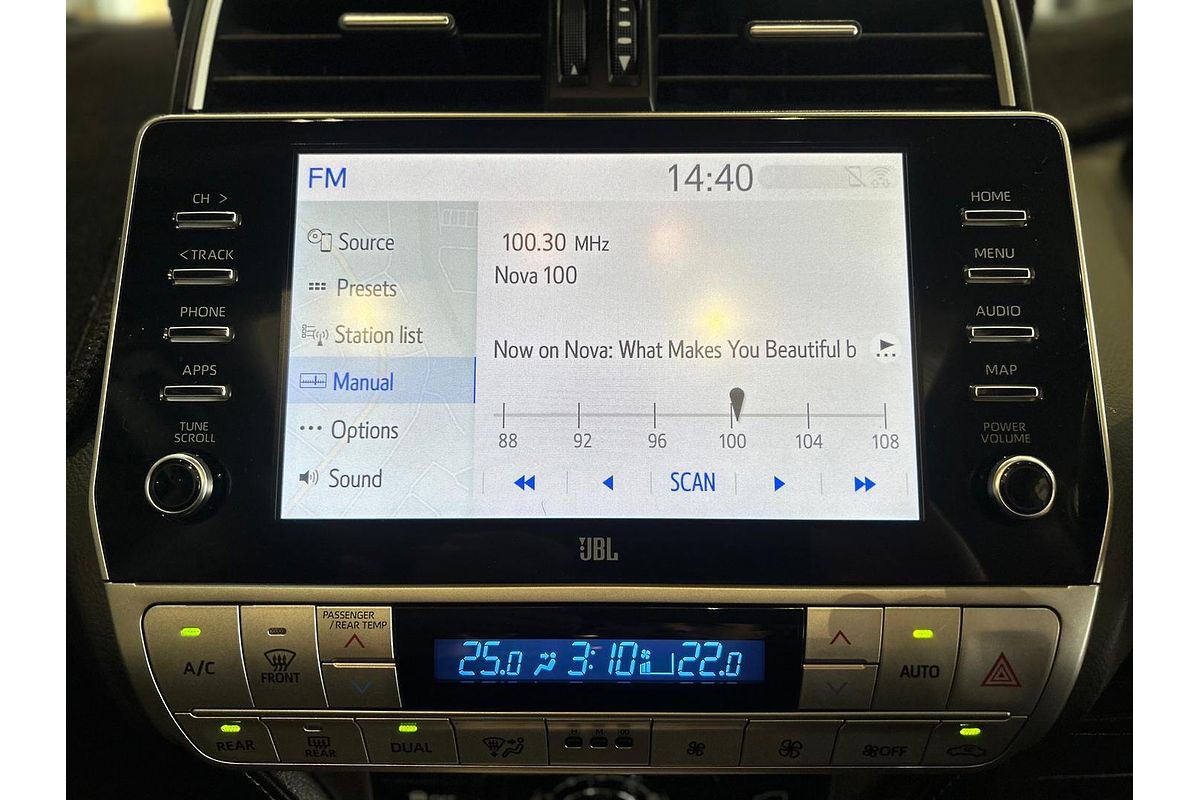 FM
14:40
CH >
< TRACK
PHONE
APPS
TUNE
SCROLL
Source
Presets
Station list
Manual
Options
Sound
100.30 MHz
Nova 100
Now on Nova: What Makes You Beautiful b
88 92 96 100 104 108
SCAN
HOME
MENU
AUDIO
MAP
POWER
VOLUME
JBL
A/C
FRONT
PASSENGER
/REAR TEMP
25.0 3:10 22.0
AUTO
REAR
REAR
DUAL
H M :00
OFF